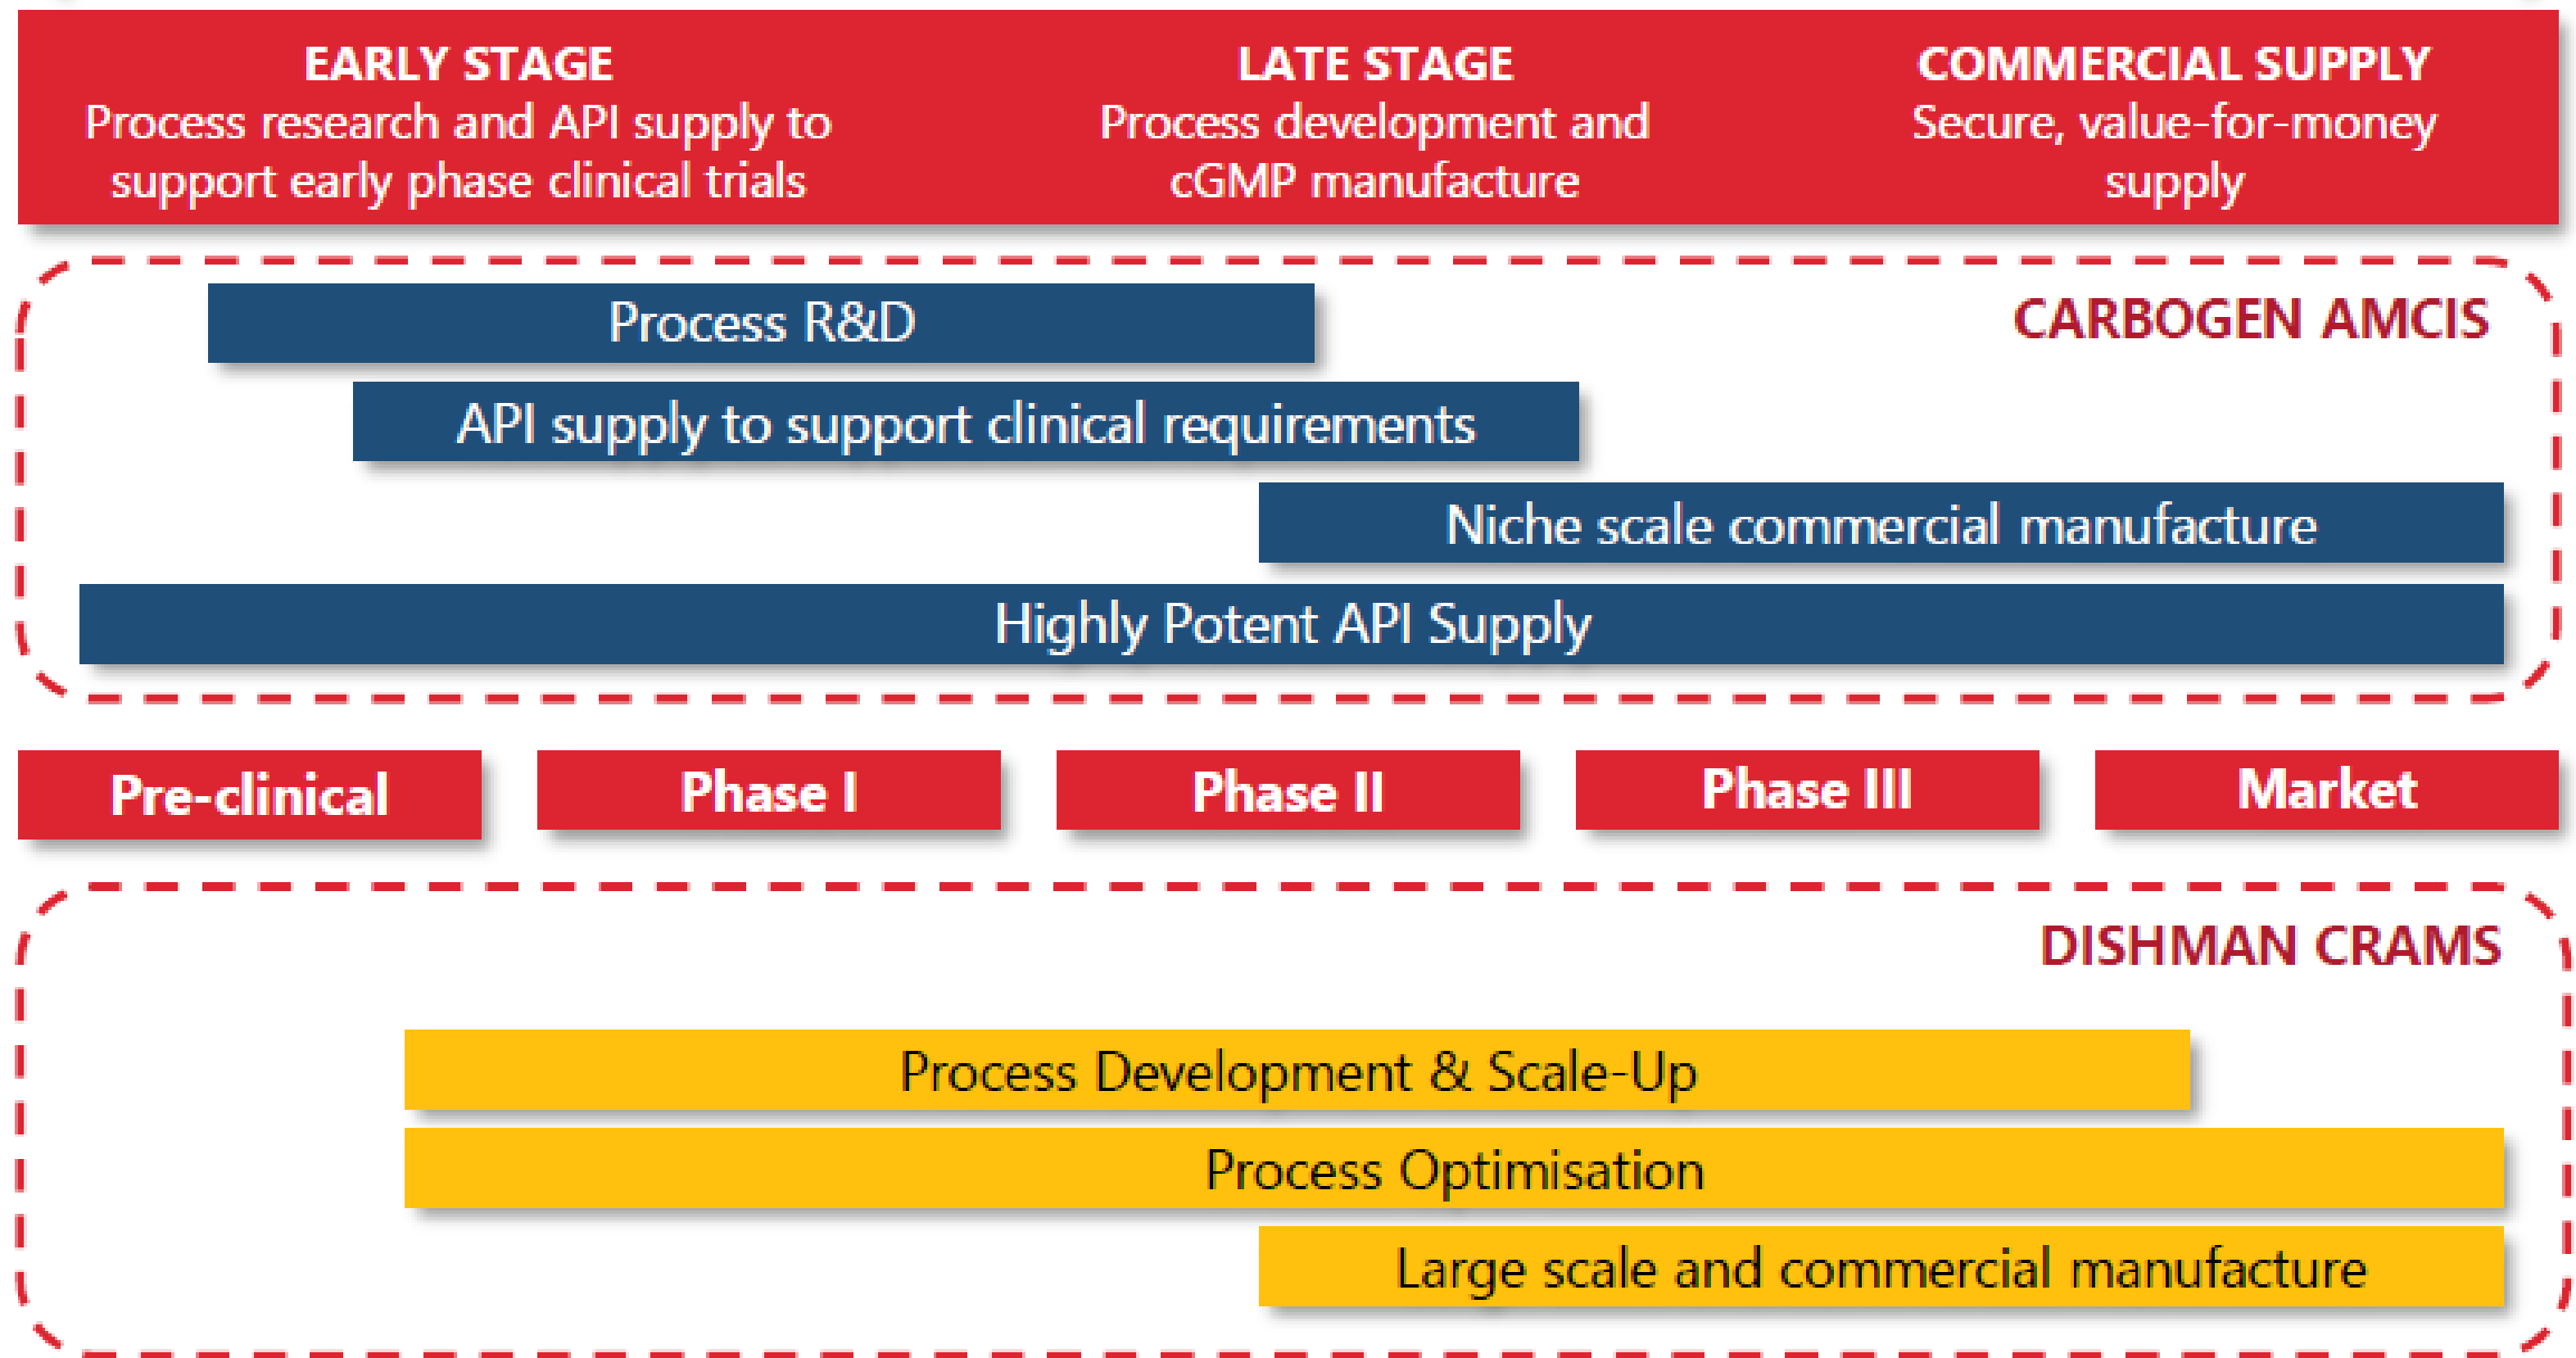 EARLY STAGE
Process research and API supply to
support early phase clinical trials
LATE STAGE
Process development and
cGMP manufacture
COMMERCIAL SUPPLY
Secure, value-for-money
supply
CARBOGEN AMCIS
Process R&D
API supply to support clinical requirements
Niche scale commercial manufacture
Highly Potent API Supply
Pre-clinical
Phase I
Phase II
Phase III
Market
DISHMAN CRAMS
Process Development & Scale-Up
Process Optimisation
Large scale and commercial manufacture